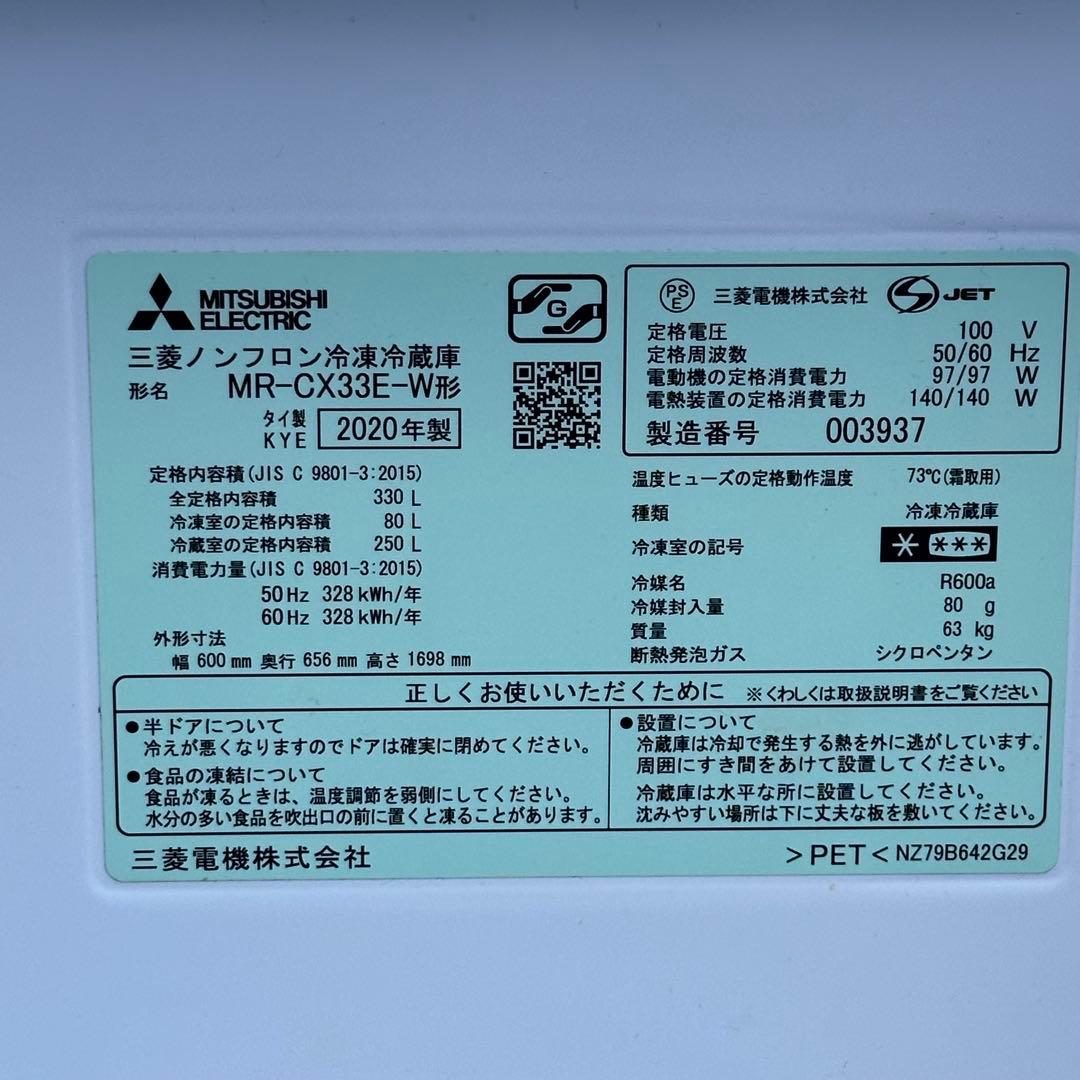 MITSUBISHI
ELECTRIC
三菱ノンフロン冷凍冷蔵庫
形名 MR-CX33E-W形
タイ製
KYE 2020年製
G
定格内容積(JIS C 9801-3:2015)
全定格内容積 330 L
冷凍室の定格内容積 80 L
冷蔵室の定格内容積 250 L
消費電力量(JIS C 9801-3:2015)
50Hz 328 kWh/年
60Hz 328 kWh/年
外形寸法
幅 600 mm 奥行 656 mm 高さ 1698 mm
PSE 三菱電機株式会社 JET
定格電圧 100 V
定格周波数 50/60 Hz
電動機の定格消費電力 97/97 W
電熱装置の定格消費電力 140/140 W
製造番号 003937
温度ヒューズの定格動作温度 73℃(霜取用)
種類 冷凍冷蔵庫
冷凍室の記号
冷媒名 R600a
冷媒封入量 80 g
質量 63 kg
断熱発泡ガス シクロペンタン
正しくお使いいただくために ※くわしくは取扱説明書をご覧ください
●半ドアについて
冷えが悪くなりますのでドアは確実に閉めてください。
●食品の凍結について
食品が凍るときは、温度調節を弱側にしてください。
水分の多い食品を吹出口の前に置くと凍ることがあります。
●設置について
冷蔵庫は冷却で発生する熱を外に逃がしています。
周囲にすき間をあけて設置してください。
冷蔵庫は水平な所に設置してください。
沈みやすい場所は下に丈夫な板を敷いてください。
三菱電機株式会社
>PET< NZ79B642G29